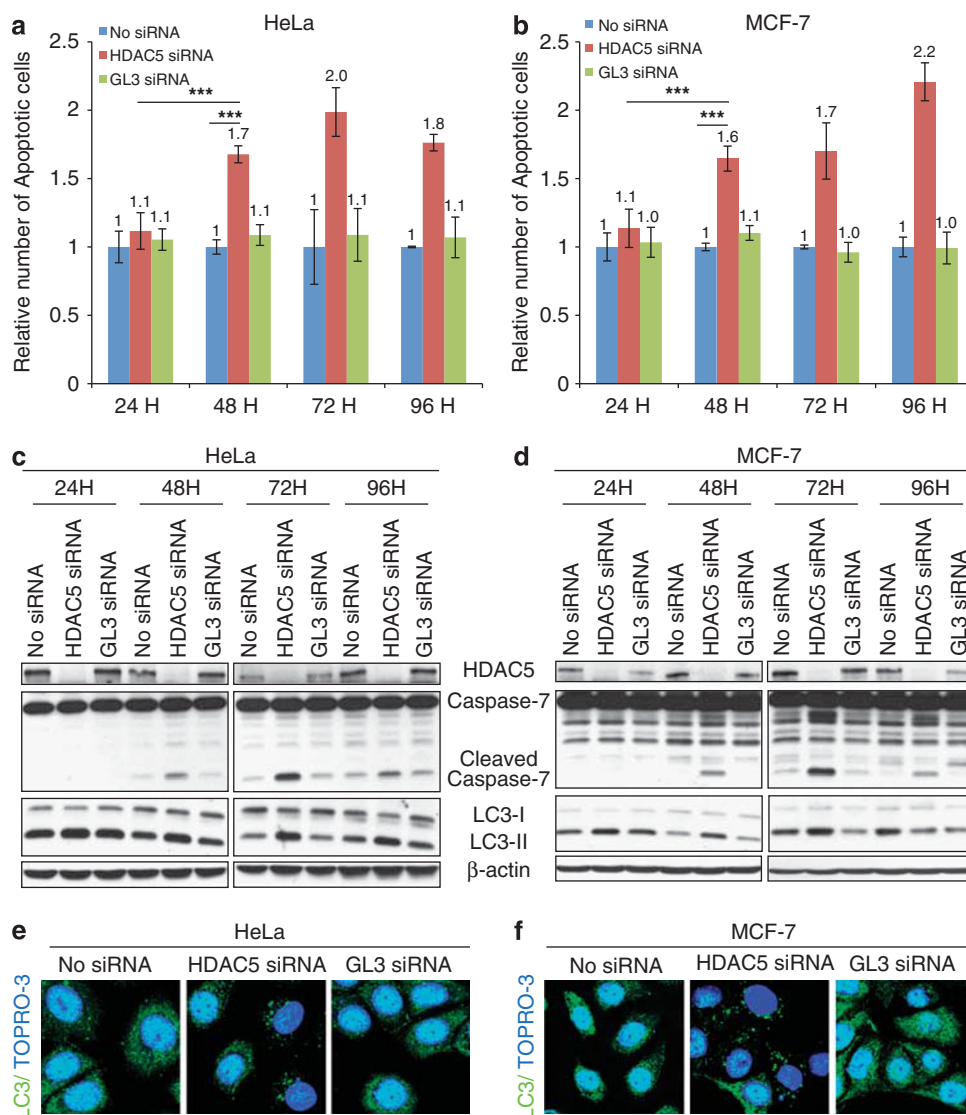 a
HeLa
No siRNA
HDAC5 siRNA
GL3 siRNA
Relative number of Apoptotic cells
2.5
2
1.5
1
0.5
0
***
***
1
1.1
1.1
1
1.7
1.1
1
2.0
1.1
1
1.8
1.1
24 H
48 H
72 H
96 H
b
MCF-7
No siRNA
HDAC5 siRNA
GL3 siRNA
Relative number of Apoptotic cells
2.5
2
1.5
1
0.5
0
***
***
1
1.1
1.0
1
1.6
1.1
1
1.7
1.0
1
2.2
1.0
24 H
48 H
72 H
96 H
c
HeLa
24H
48H
72H
96H
No siRNA
HDAC5 siRNA
GL3 siRNA
No siRNA
HDAC5 siRNA
GL3 siRNA
No siRNA
HDAC5 siRNA
GL3 siRNA
No siRNA
HDAC5 siRNA
GL3 siRNA
d
MCF-7
24H
48H
72H
96H
No siRNA
HDAC5 siRNA
GL3 siRNA
No siRNA
HDAC5 siRNA
GL3 siRNA
No siRNA
HDAC5 siRNA
GL3 siRNA
No siRNA
HDAC5 siRNA
GL3 siRNA
HDAC5
Caspase-7
Cleaved
Caspase-7
LC3-I
LC3-II
β-actin
e
HeLa
No siRNA
HDAC5 siRNA
GL3 siRNA
LC3/ TOPRO-3
f
MCF-7
No siRNA
HDAC5 siRNA
GL3 siRNA
LC3/ TOPRO-3